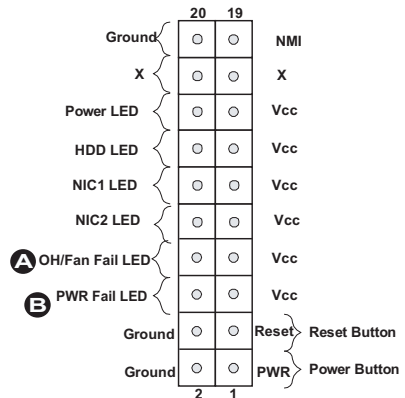 20 19
Ground NMI
X X
Power LED Vcc
HDD LED Vcc
NIC1 LED Vcc
NIC2 LED Vcc
A OH/Fan Fail LED Vcc
B PWR Fail LED Vcc
Ground Reset Reset Button
Ground PWR Power Button
2 1